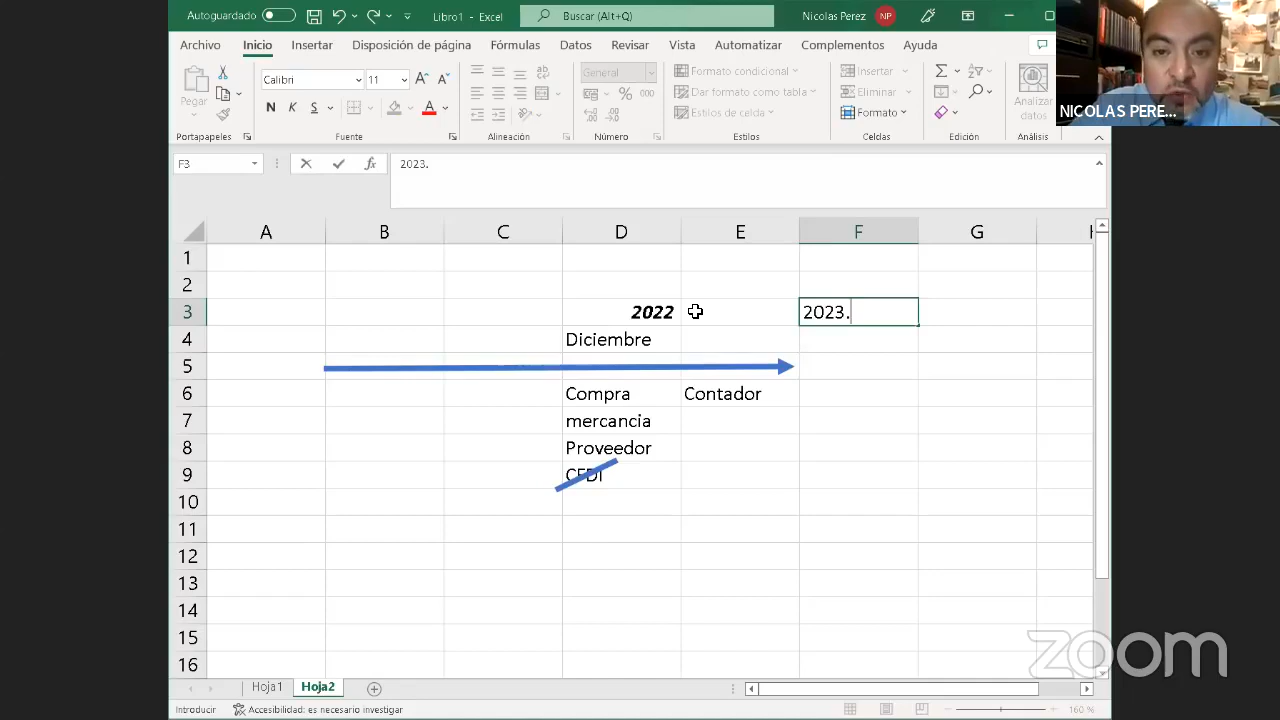 Autoguardado
Libro1 - Excel
Buscar (Alt+Q)
Nicolas Perez NP
Archivo Inicio Insertar Disposición de página Fórmulas Datos Revisar Vista Automatizar Complementos Ayuda
Calibri 11 General Formato condicional Insertar
Pegar % 000 Dar formato como tabla Eliminar Analizar
N K S A Estilos de celda Formato datos
Portapapeles Fuente Alineación Número Estilos Celdas Edición Análisis
NICOLAS PERE...
F3 fx 2023.
A B C D E F G
1
2
3 2022 2023.
4 Diciembre
5
6 Compra Contador
7 mercancia
8 Proveedor
9 CFDI
10
11
12
13
14
15
16
zoom
Hoja1 Hoja2
Introducir Accesibilidad: es necesario investigar 160 %